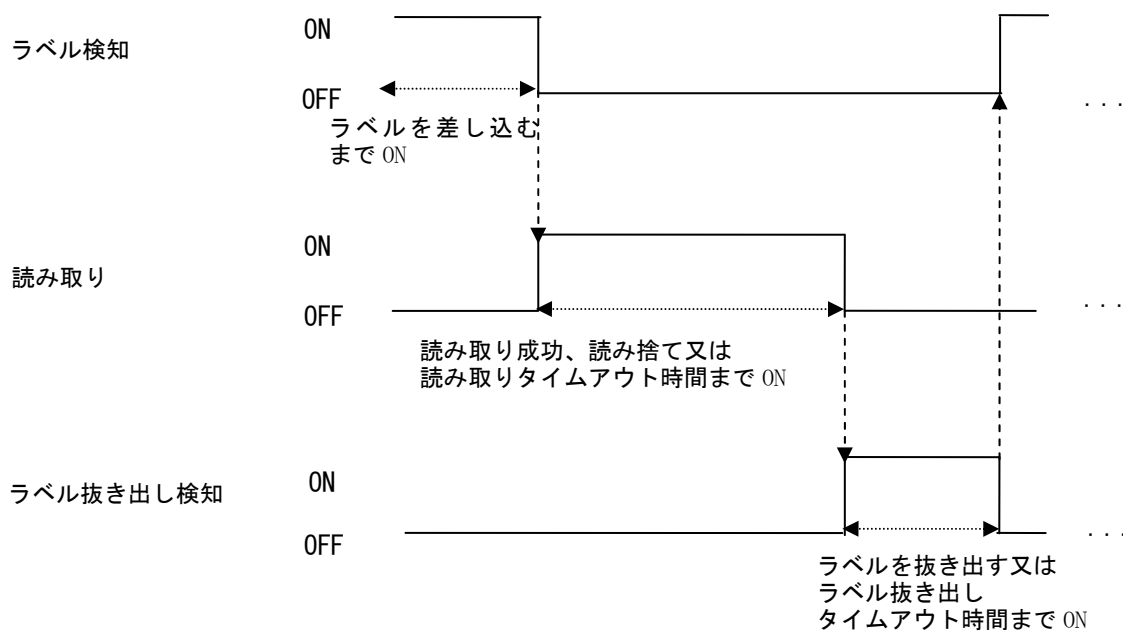 ラベル検知
ON
OFF
ラベルを差し込む
まで ON
...
読み取り
ON
OFF
...
読み取り成功、読み捨て又は
読み取りタイムアウト時間まで ON
ラベル抜き出し検知
ON
OFF
...
ラベルを抜き出す又は
ラベル抜き出し
タイムアウト時間まで ON